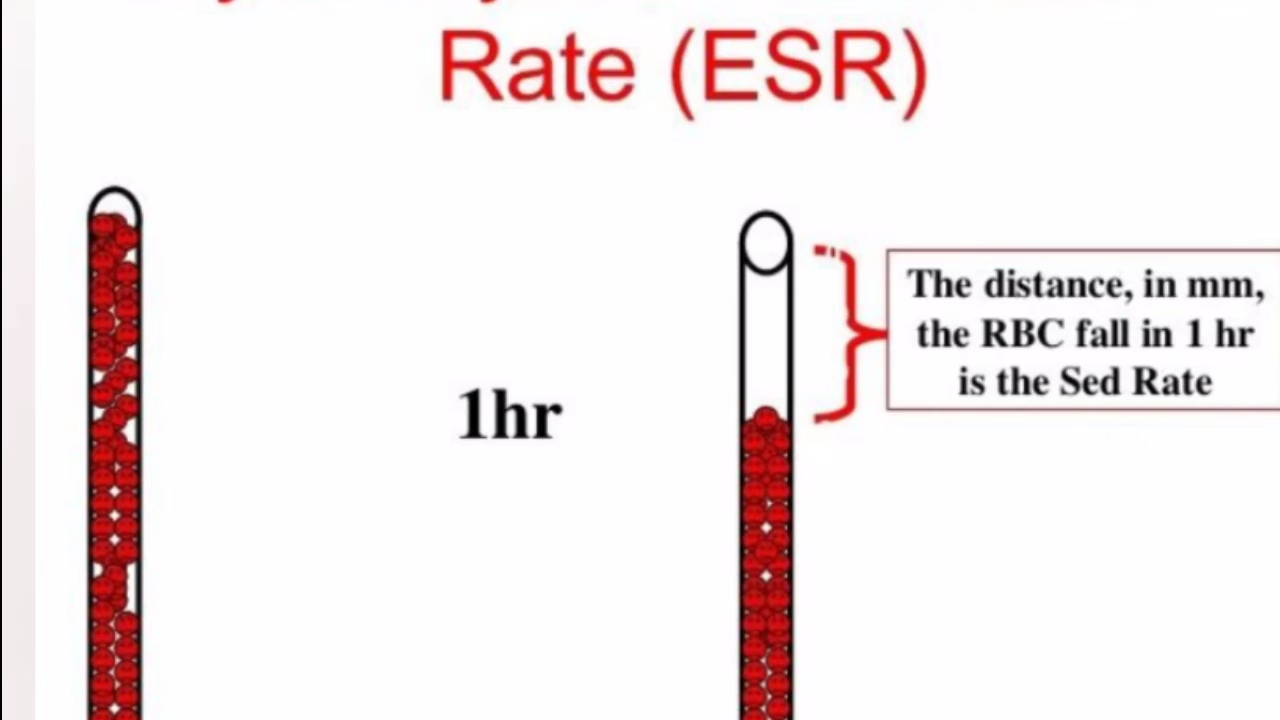 Rate (ESR)
1hr
The distance, in mm,
the RBC fall in 1 hr
is the Sed Rate